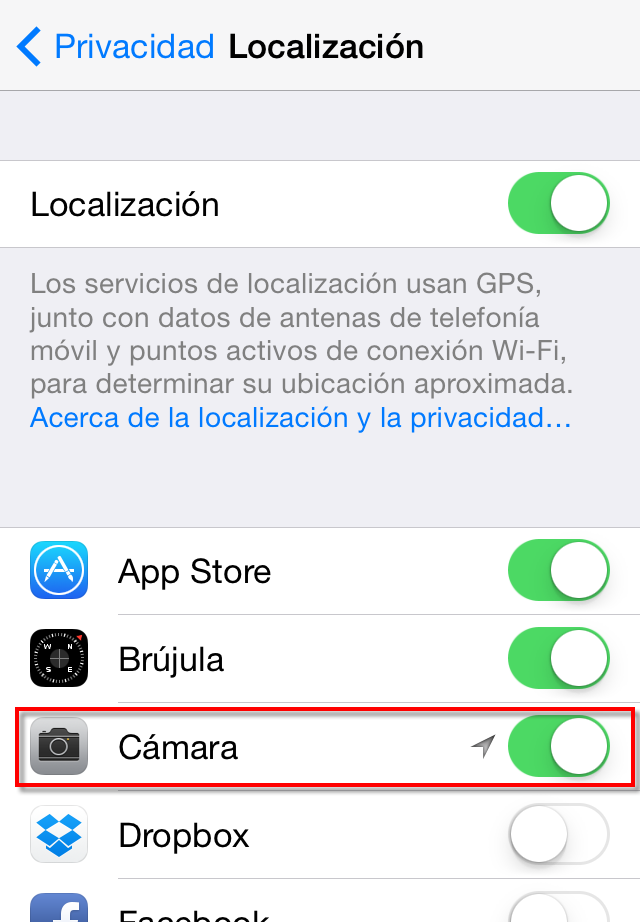 Privacidad Localización
Localización
Los servicios de localización usan GPS,
junto con datos de antenas de telefonía
móvil y puntos activos de conexión Wi-Fi,
para determinar su ubicación aproximada.
Acerca de la localización y la privacidad...
App Store
W N
S E
Brújula
Cámara
Dropbox
f
Facebook